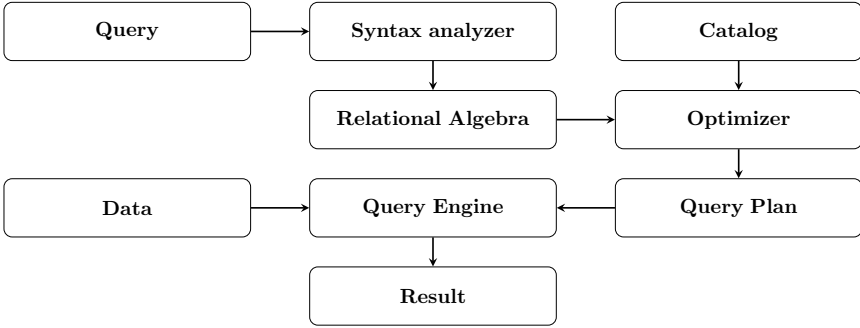 Query
Syntax analyzer
Catalog
Relational Algebra
Optimizer
Data
Query Engine
Query Plan
Result